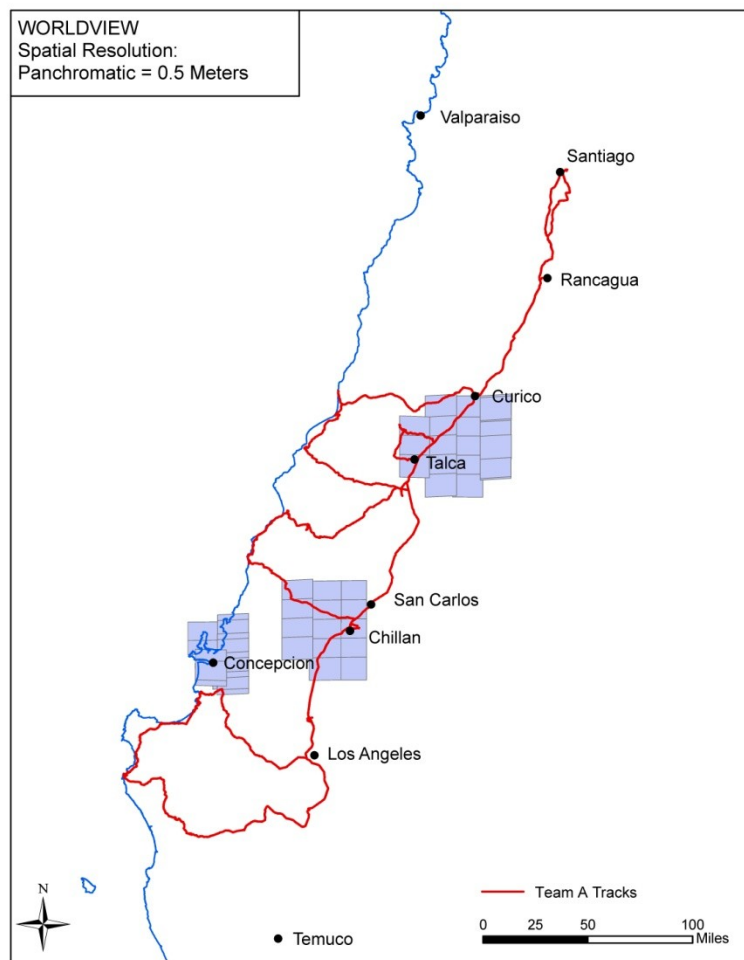 WORLDVIEW
Spatial Resolution:
Panchromatic = 0.5 Meters
Valparaiso
Santiago
Rancagua
Curico
Talca
San Carlos
Chillan
Concepcion
Los Angeles
N
Team A Tracks
0 25 50 100
Miles
Temuco